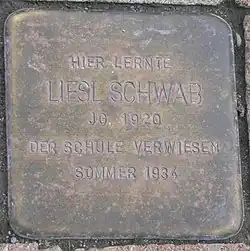 HIER LERNTE
LIESL SCHWAB
JG. 1920
DER SCHULE VERWIESEN
SOMMER 1934